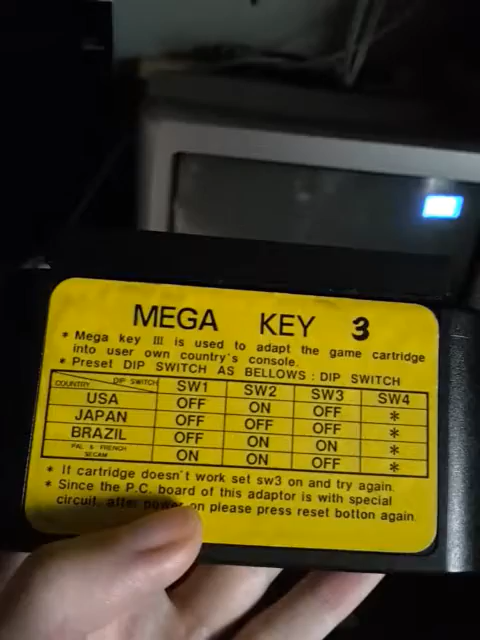 MEGA KEY 3
* Mega key III is used to adapt the game cartridge
into user own country's console.
* Preset DIP SWITCH AS BELLOWS : DIP SWITCH
COUNTRY DIP SWITCH SW1 SW2 SW3 SW4
USA OFF ON OFF *
JAPAN OFF OFF OFF *
BRAZIL OFF ON ON *
PAL & FRENCH SECAM ON ON OFF *
* If cartridge doesn't work set sw3 on and try again.
* Since the P.C. board of this adaptor is with special
circuit, after power on please press reset botton again.